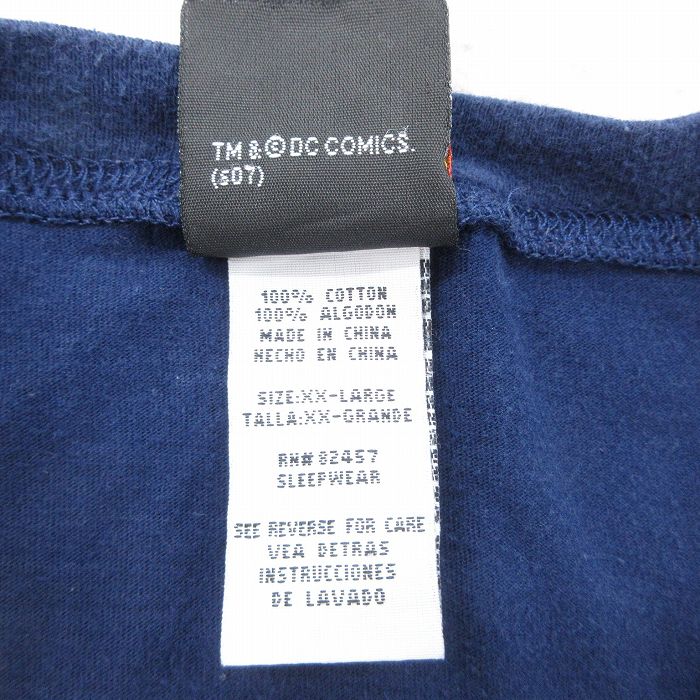 TM & © DC COMICS.
(s07)
100% COTTON
100% ALGODON
MADE IN CHINA
HECHO EN CHINA
SIZE:XX-LARGE
TALLA:XX-GRANDE
RN# 82457
SLEEPWEAR
SEE REVERSE FOR CARE
VEA DETRAS
INSTRUCCIONES
DE LAVADO